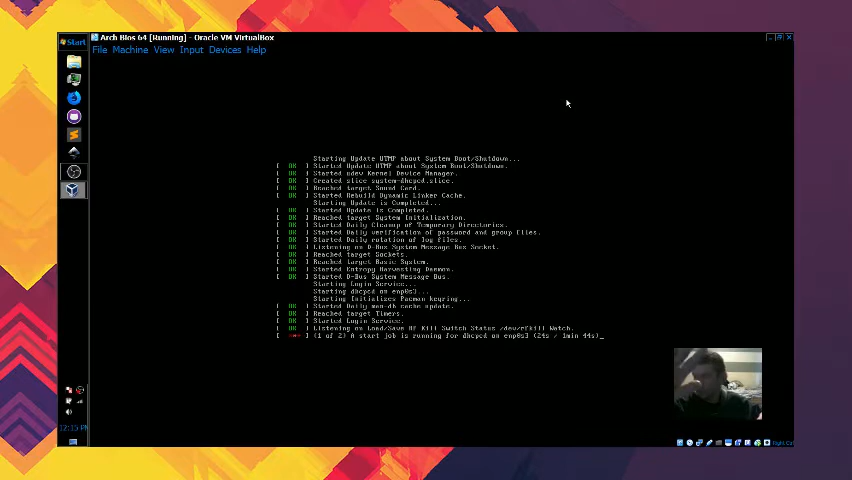 Start
Arch Bios 64 [Running] - Oracle VM VirtualBox
File Machine View Input Devices Help
Starting Update UTMP about System Boot/Shutdown...
[ OK ] Started Update UTMP about System Boot/Shutdown.
[ OK ] Started udev Kernel Device Manager.
[ OK ] Created slice system-dhcpcd.slice.
[ OK ] Reached target Sound Card.
[ OK ] Started Rebuild Dynamic Linker Cache.
Starting Update is Completed...
[ OK ] Started Update is Completed.
[ OK ] Reached target System Initialization.
[ OK ] Started Daily Cleanup of Temporary Directories.
[ OK ] Started Daily verification of password and group files.
[ OK ] Started Daily rotation of log files.
[ OK ] Listening on D-Bus System Message Bus Socket.
[ OK ] Reached target Sockets.
[ OK ] Reached target Basic System.
[ OK ] Started Entropy Harvesting Daemon.
[ OK ] Started D-Bus System Message Bus.
Starting Login Service...
Starting dhcpcd on enp0s3...
Starting Initializes Pacman keyring...
[ OK ] Started Daily man-db cache update.
[ OK ] Reached target Timers.
[ OK ] Started Login Service.
[ OK ] Listening on Load/Save RF Kill Switch Status /dev/rfkill Watch.
[ *** ] (1 of 2) A start job is running for dhcpcd on enp0s3 (24s / 1min 44s)_
12:15 PM
Right Ctrl